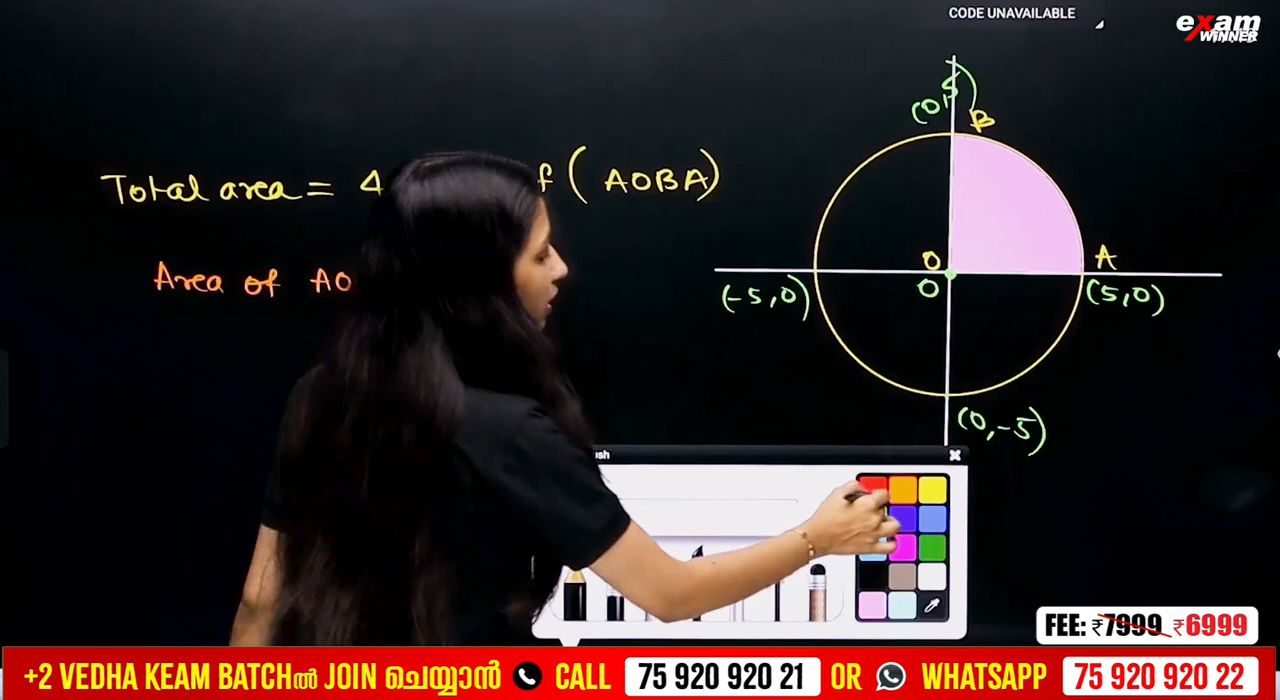 CODE UNAVAILABLE
exam
WINNER
(0,5)
B
Total area = 4 f (AOBA)
Area of AO
O
A
(-5,0)
O
(5,0)
(0,-5)
ush
FEE: ₹7999 ₹6999
+2 VEDHA KEAM BATCHൽ JOIN ചെയ്യാൻ CALL 75 920 920 21 OR WHATSAPP 75 920 920 22